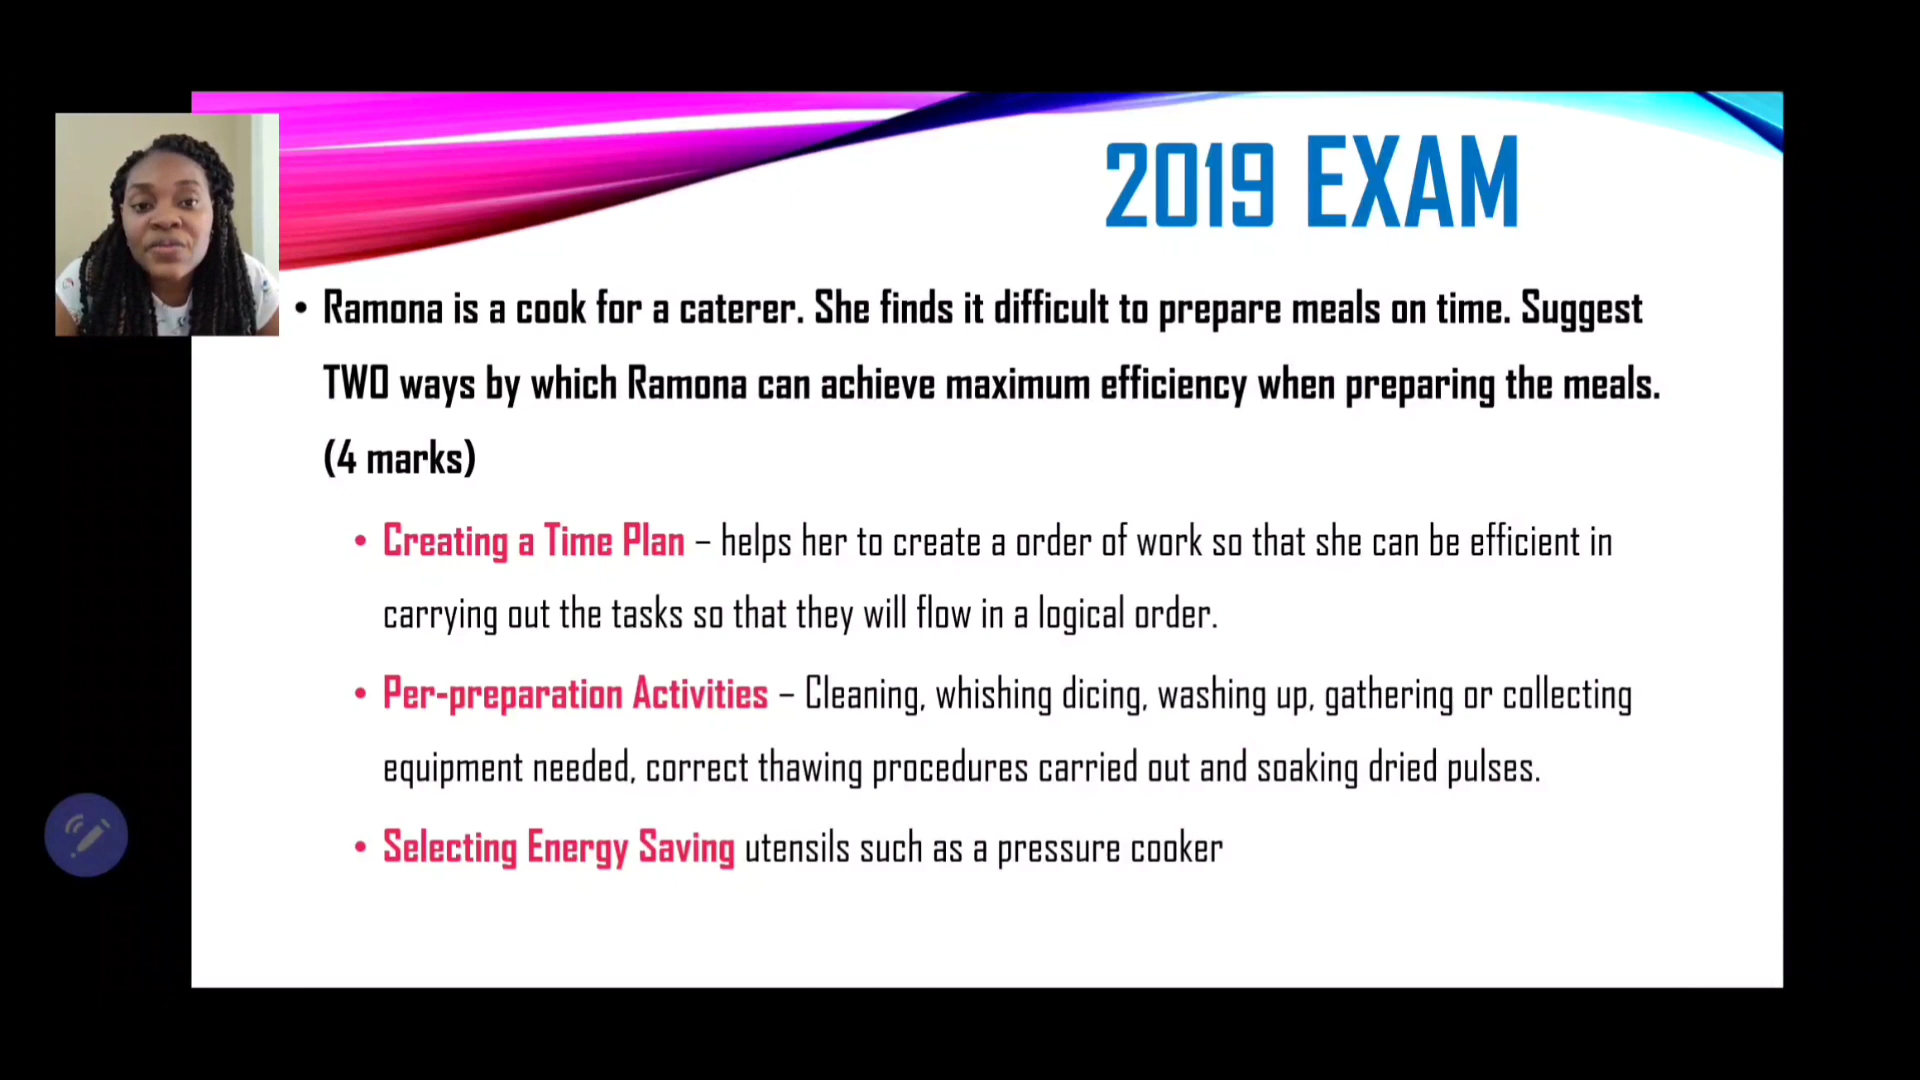 2019 EXAM
• Ramona is a cook for a caterer. She finds it difficult to prepare meals on time. Suggest
TWO ways by which Ramona can achieve maximum efficiency when preparing the meals.
(4 marks)
• Creating a Time Plan – helps her to create a order of work so that she can be efficient in
carrying out the tasks so that they will flow in a logical order.
• Per-preparation Activities – Cleaning, whishing dicing, washing up, gathering or collecting
equipment needed, correct thawing procedures carried out and soaking dried pulses.
• Selecting Energy Saving utensils such as a pressure cooker